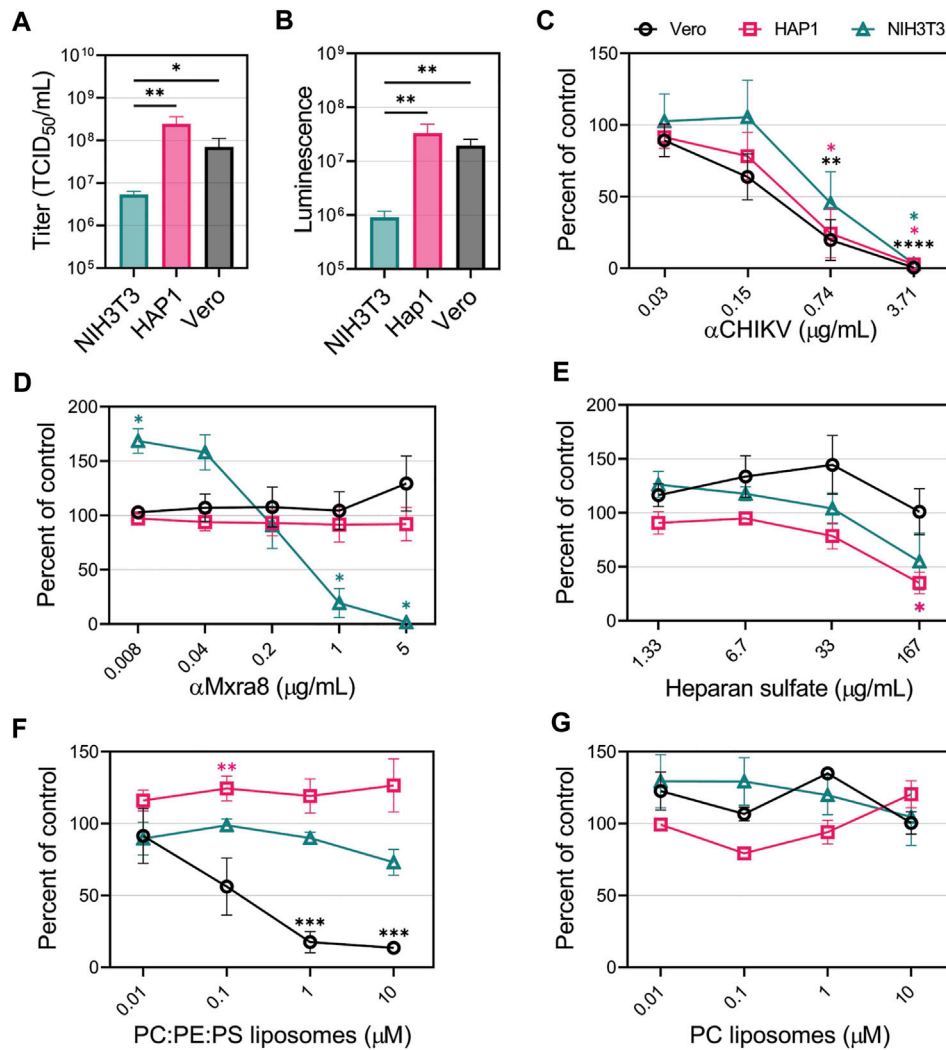 A
B
C
Vero HAP1 NIH3T3
Titer (TCID50/mL)
10^10
10^9
10^8
10^7
10^6
10^5
*
**
NIH3T3
HAP1
Vero
Luminescence
10^9
10^8
10^7
10^6
10^5
**
**
NIH3T3
Hap1
Vero
Percent of control
150
100
50
0
*
**
*
*
****
0.03
0.15
0.74
3.71
αCHIKV (μg/mL)
D
Percent of control
200
150
100
50
0
*
*
*
0.008
0.04
0.2
1
5
αMxra8 (μg/mL)
E
Percent of control
200
150
100
50
0
*
1.33
6.7
33
167
Heparan sulfate (μg/mL)
F
Percent of control
150
100
50
0
**
***
***
0.01
0.1
1
10
PC:PE:PS liposomes (μM)
G
Percent of control
150
100
50
0
0.01
0.1
1
10
PC liposomes (μM)